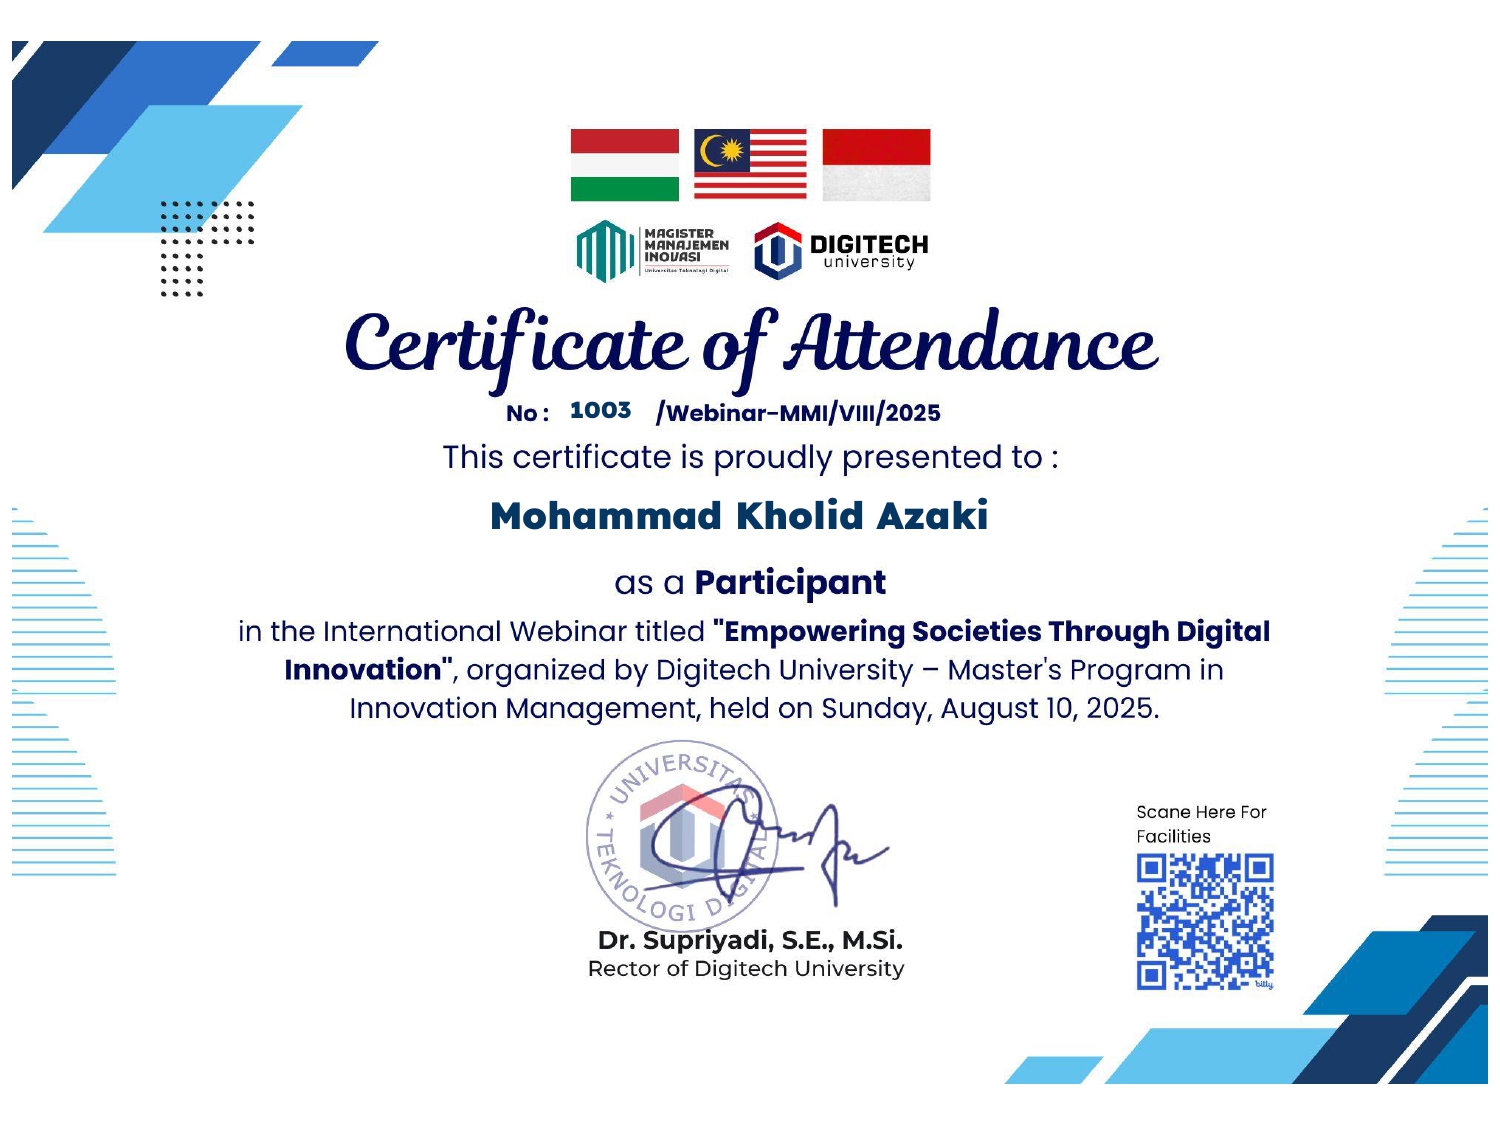 MAGISTER
MANAJEMEN
INOVASI
Universitas Teknologi Digital
DIGITECH
university
Certificate of Attendance
No : 1003 /Webinar-MMI/VIII/2025
This certificate is proudly presented to :
Mohammad Kholid Azaki
as a Participant
in the International Webinar titled "Empowering Societies Through Digital
Innovation", organized by Digitech University – Master's Program in
Innovation Management, held on Sunday, August 10, 2025.
UNIVERSITAS
TEKNOLOGI DIGITAL
Dr. Supriyadi, S.E., M.Si.
Rector of Digitech University
Scane Here For
Facilities
bitly